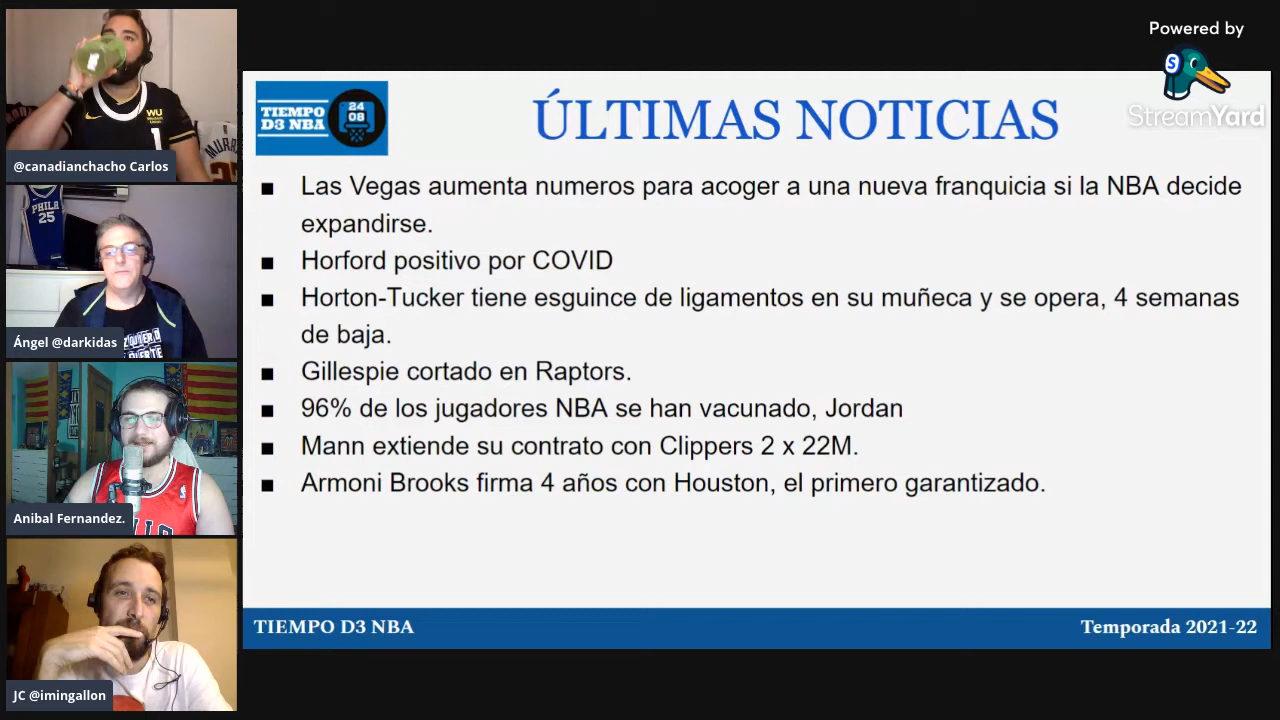 Powered by
StreamYard
TIEMPO
D3 NBA
24
08
ÚLTIMAS NOTICIAS
■ Las Vegas aumenta numeros para acoger a una nueva franquicia si la NBA decide
expandirse.
■ Horford positivo por COVID
■ Horton-Tucker tiene esguince de ligamentos en su muñeca y se opera, 4 semanas
de baja.
■ Gillespie cortado en Raptors.
■ 96% de los jugadores NBA se han vacunado, Jordan
■ Mann extiende su contrato con Clippers 2 x 22M.
■ Armoni Brooks firma 4 años con Houston, el primero garantizado.
TIEMPO D3 NBA
Temporada 2021-22
WU
1
@canadianchacho Carlos
PHILA
25
Ángel @darkidas
Anibal Fernandez.
JC @imingallon